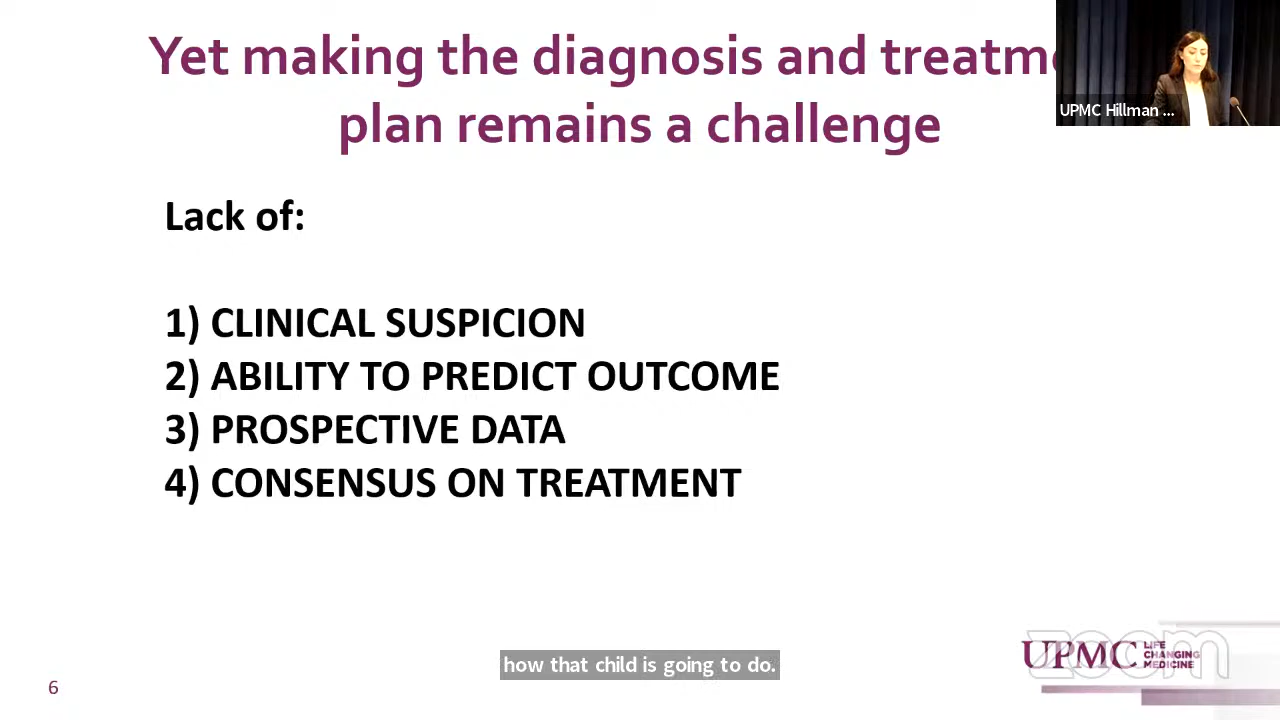 Yet making the diagnosis and treatme
plan remains a challenge
UPMC Hillman ...
Lack of:
1) CLINICAL SUSPICION
2) ABILITY TO PREDICT OUTCOME
3) PROSPECTIVE DATA
4) CONSENSUS ON TREATMENT
how that child is going to do.
UPMC
LIFE
CHANGING
MEDICINE
zoom
6